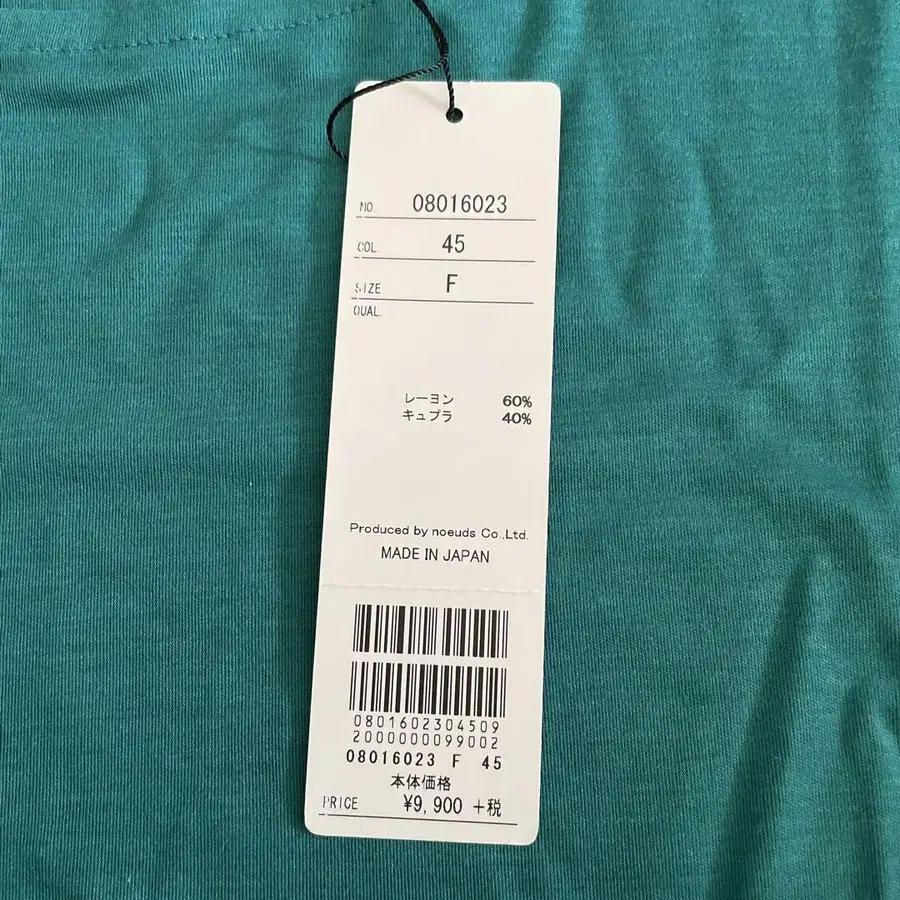 NO. 08016023
COL. 45
SIZE F
QUAL.
レーヨン 60%
キュプラ 40%
Produced by noeuds Co.,Ltd.
MADE IN JAPAN
0801602304509
2000000099002
08016023 F 45
本体価格
PRICE ¥9,900 +税